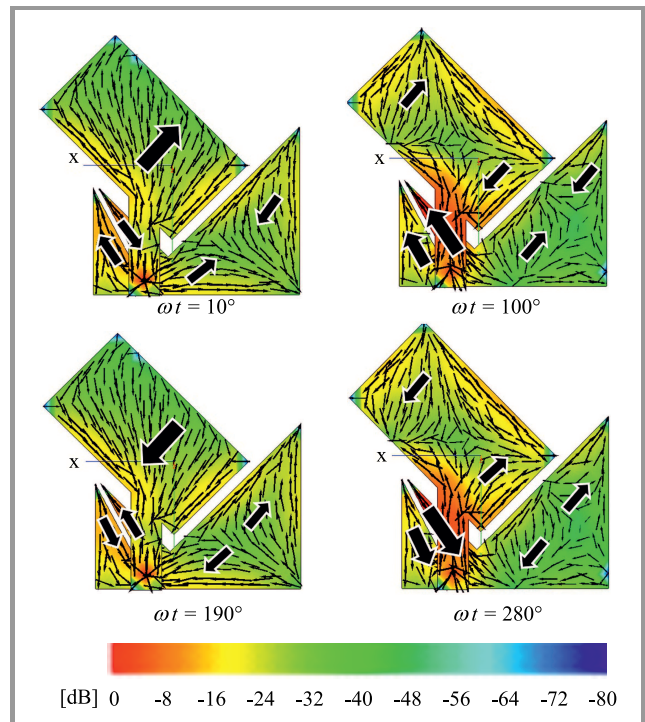 x
x
ωt = 10°
ωt = 100°
x
x
ωt = 190°
ωt = 280°
[dB] 0 -8 -16 -24 -32 -40 -48 -56 -64 -72 -80